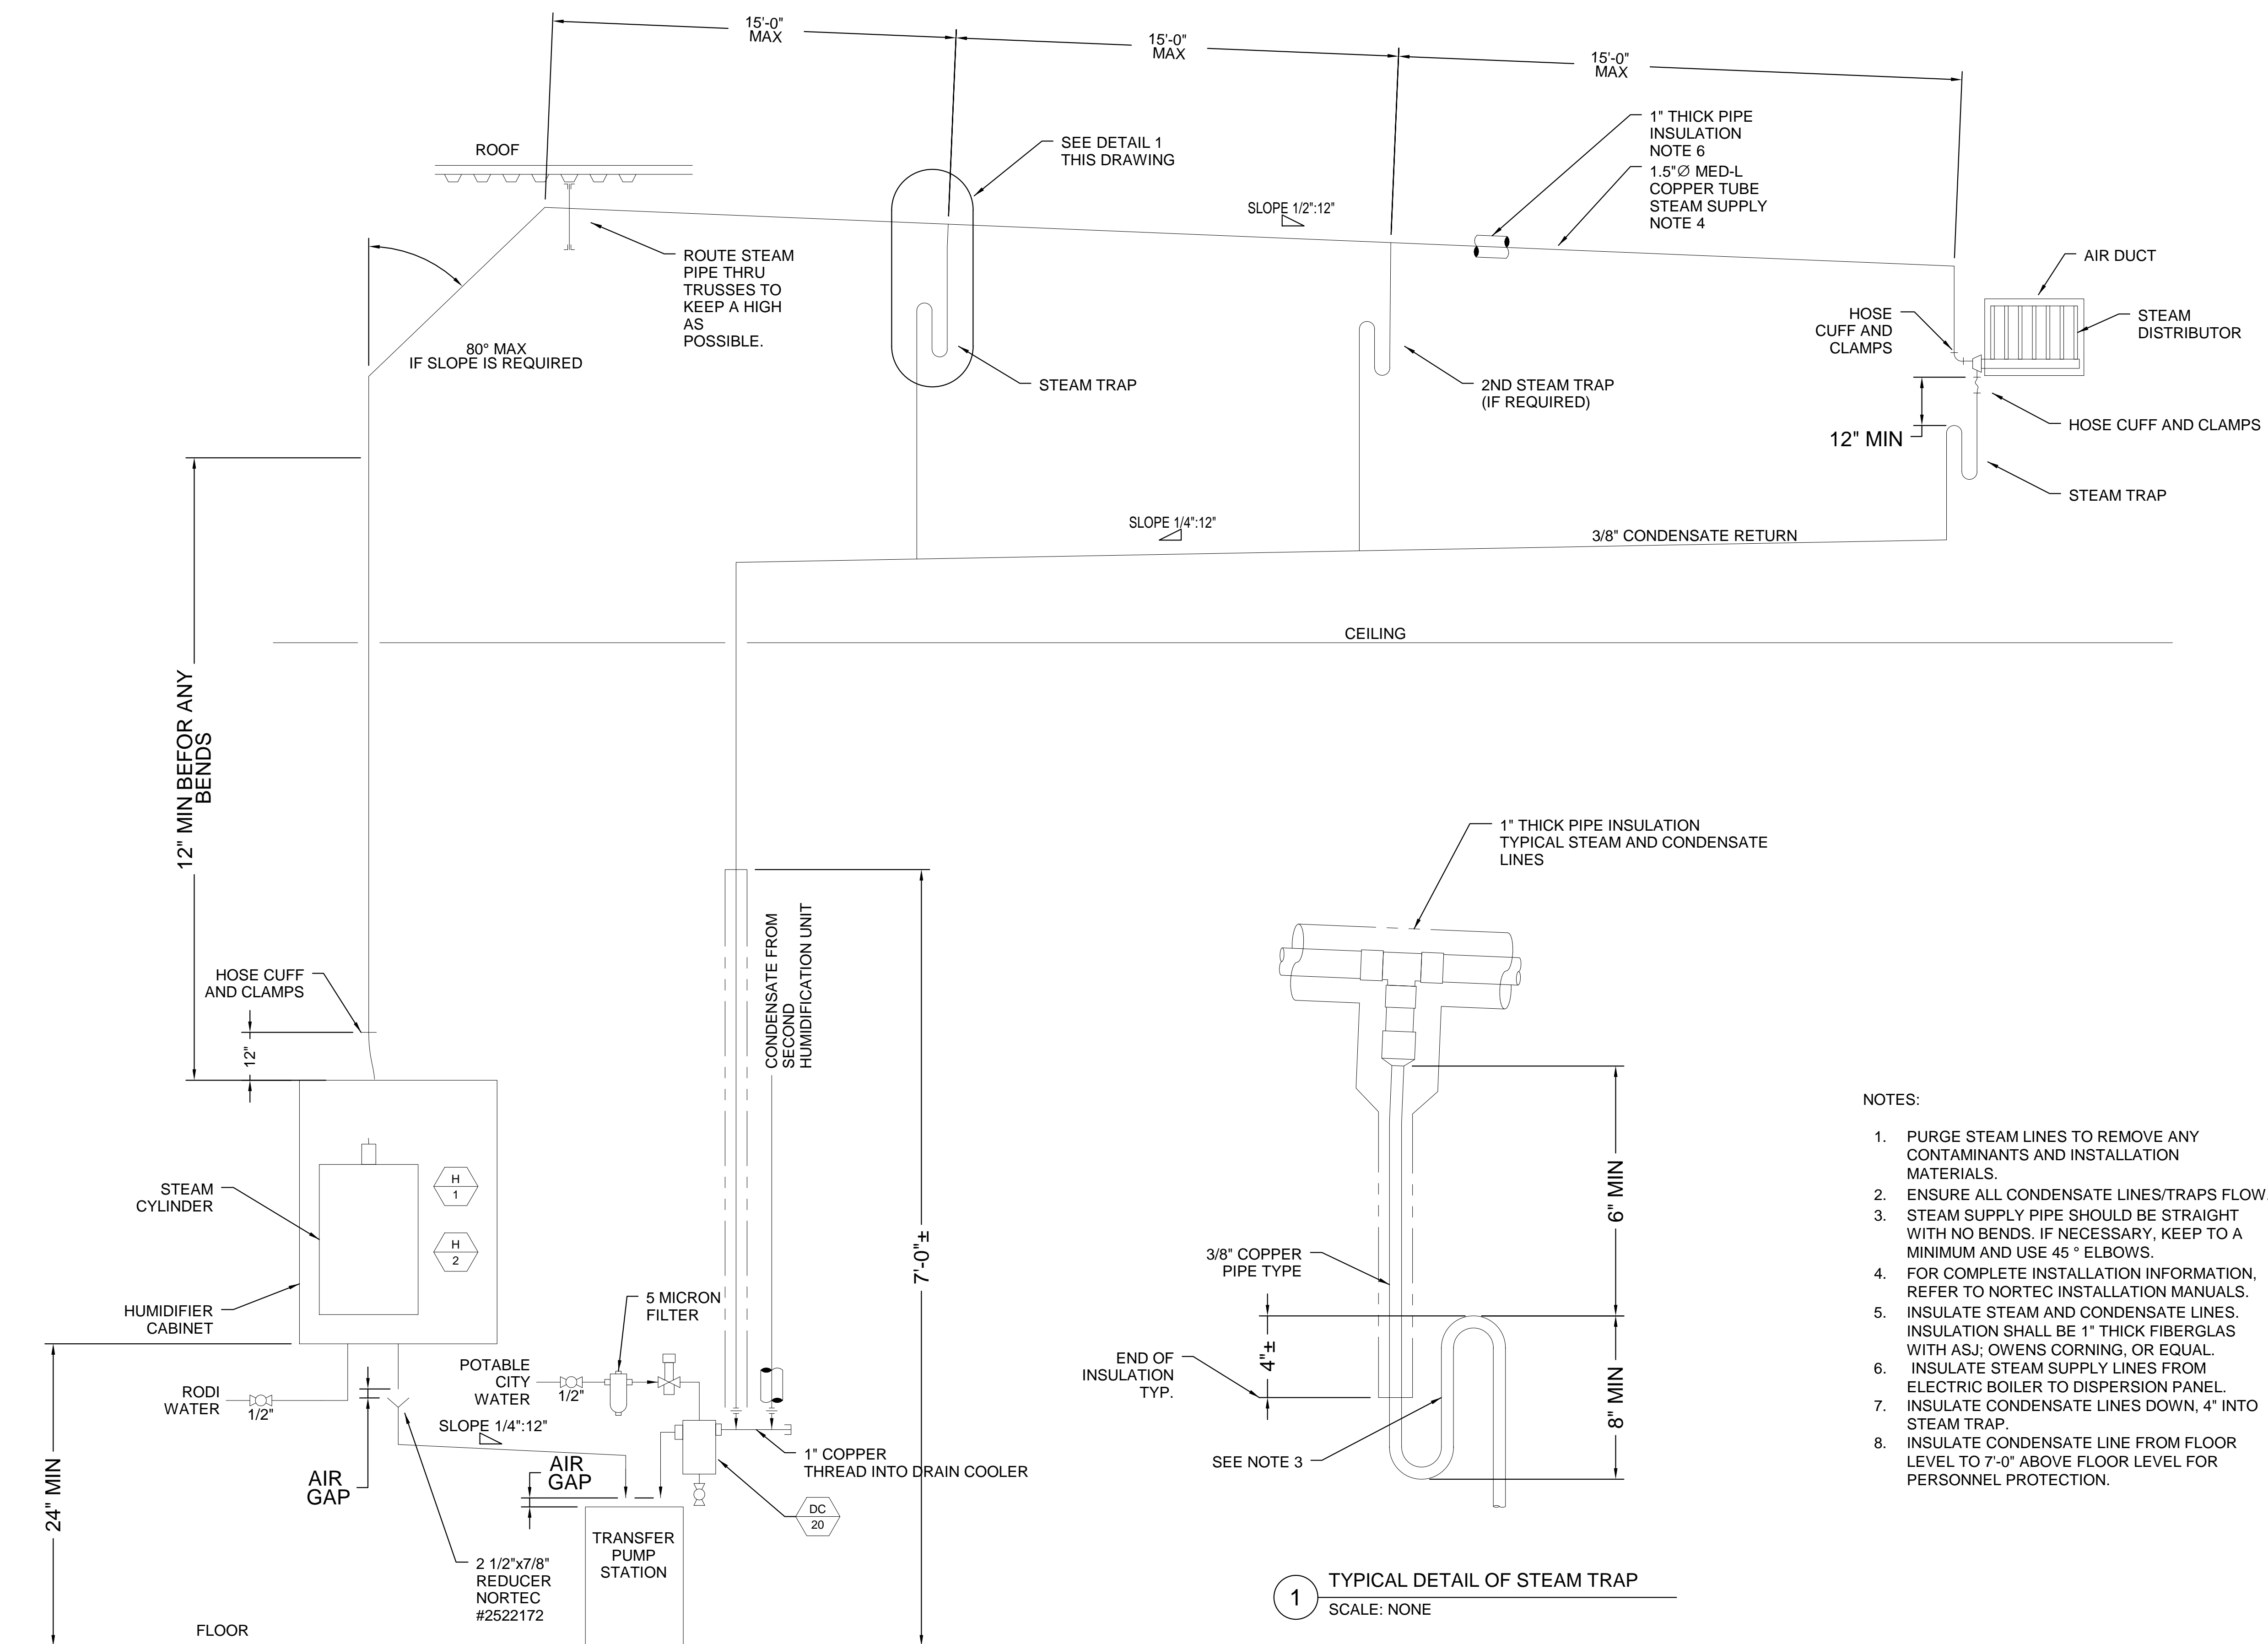 15'-0"
MAX
15'-0"
MAX
15'-0"
MAX
ROOF
SEE DETAIL 1
THIS DRAWING
1" THICK PIPE
INSULATION
NOTE 6
1.5"Ø MED-L
COPPER TUBE
STEAM SUPPLY
NOTE 4
SLOPE 1/2":12"
ROUTE STEAM
PIPE THRU
TRUSSES TO
KEEP A HIGH
AS
POSSIBLE.
80° MAX
IF SLOPE IS REQUIRED
STEAM TRAP
2ND STEAM TRAP
(IF REQUIRED)
AIR DUCT
HOSE
CUFF AND
CLAMPS
STEAM
DISTRIBUTOR
12" MIN
HOSE CUFF AND CLAMPS
STEAM TRAP
SLOPE 1/4":12"
3/8" CONDENSATE RETURN
CEILING
12" MIN BEFOR ANY
BENDS
HOSE CUFF
AND CLAMPS
12"
STEAM
CYLINDER
H
1
H
2
HUMIDIFIER
CABINET
24" MIN
RODI
WATER
1/2"
AIR
GAP
POTABLE
CITY
WATER
1/2"
5 MICRON
FILTER
SLOPE 1/4":12"
AIR
GAP
CONDENSATE FROM
SECOND
HUMIDIFICATION UNIT
7'-0"±
1" COPPER
THREAD INTO DRAIN COOLER
DC
20
TRANSFER
PUMP
STATION
2 1/2"x7/8"
REDUCER
NORTEC
#2522172
FLOOR
1" THICK PIPE INSULATION
TYPICAL STEAM AND CONDENSATE
LINES
6" MIN
3/8" COPPER
PIPE TYPE
4"±
END OF
INSULATION
TYP.
8" MIN
SEE NOTE 3
1
TYPICAL DETAIL OF STEAM TRAP
SCALE: NONE
NOTES:
1. PURGE STEAM LINES TO REMOVE ANY
CONTAMINANTS AND INSTALLATION
MATERIALS.
2. ENSURE ALL CONDENSATE LINES/TRAPS FLOW.
3. STEAM SUPPLY PIPE SHOULD BE STRAIGHT
WITH NO BENDS. IF NECESSARY, KEEP TO A
MINIMUM AND USE 45 ° ELBOWS.
4. FOR COMPLETE INSTALLATION INFORMATION,
REFER TO NORTEC INSTALLATION MANUALS.
5. INSULATE STEAM AND CONDENSATE LINES.
INSULATION SHALL BE 1" THICK FIBERGLAS
WITH ASJ; OWENS CORNING, OR EQUAL.
6. INSULATE STEAM SUPPLY LINES FROM
ELECTRIC BOILER TO DISPERSION PANEL.
7. INSULATE CONDENSATE LINES DOWN, 4" INTO
STEAM TRAP.
8. INSULATE CONDENSATE LINE FROM FLOOR
LEVEL TO 7'-0" ABOVE FLOOR LEVEL FOR
PERSONNEL PROTECTION.